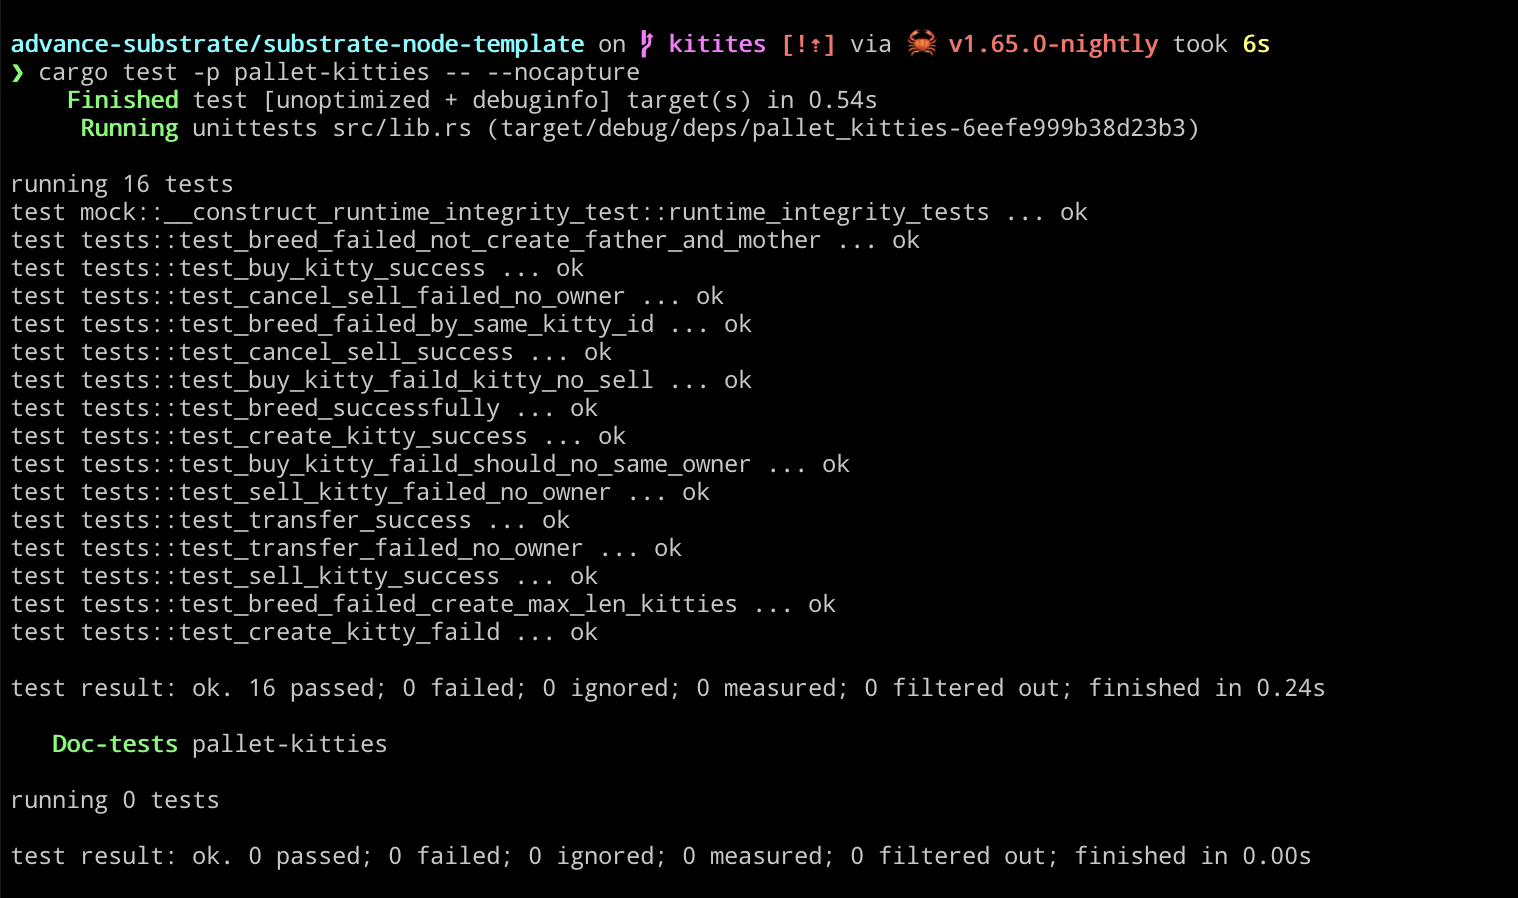 advance-substrate/substrate-node-template on kitites [!⇡] via 🦀 v1.65.0-nightly took 6s
❯ cargo test -p pallet-kitties -- --nocapture
Finished test [unoptimized + debuginfo] target(s) in 0.54s
Running unittests src/lib.rs (target/debug/deps/pallet_kitties-6eefe999b38d23b3)
running 16 tests
test mock::__construct_runtime_integrity_test::runtime_integrity_tests ... ok
test tests::test_breed_failed_not_create_father_and_mother ... ok
test tests::test_buy_kitty_success ... ok
test tests::test_cancel_sell_failed_no_owner ... ok
test tests::test_breed_failed_by_same_kitty_id ... ok
test tests::test_cancel_sell_success ... ok
test tests::test_buy_kitty_faild_kitty_no_sell ... ok
test tests::test_breed_successfully ... ok
test tests::test_create_kitty_success ... ok
test tests::test_buy_kitty_faild_should_no_same_owner ... ok
test tests::test_sell_kitty_failed_no_owner ... ok
test tests::test_transfer_success ... ok
test tests::test_transfer_failed_no_owner ... ok
test tests::test_sell_kitty_success ... ok
test tests::test_breed_failed_create_max_len_kitties ... ok
test tests::test_create_kitty_faild ... ok
test result: ok. 16 passed; 0 failed; 0 ignored; 0 measured; 0 filtered out; finished in 0.24s
Doc-tests pallet-kitties
running 0 tests
test result: ok. 0 passed; 0 failed; 0 ignored; 0 measured; 0 filtered out; finished in 0.00s